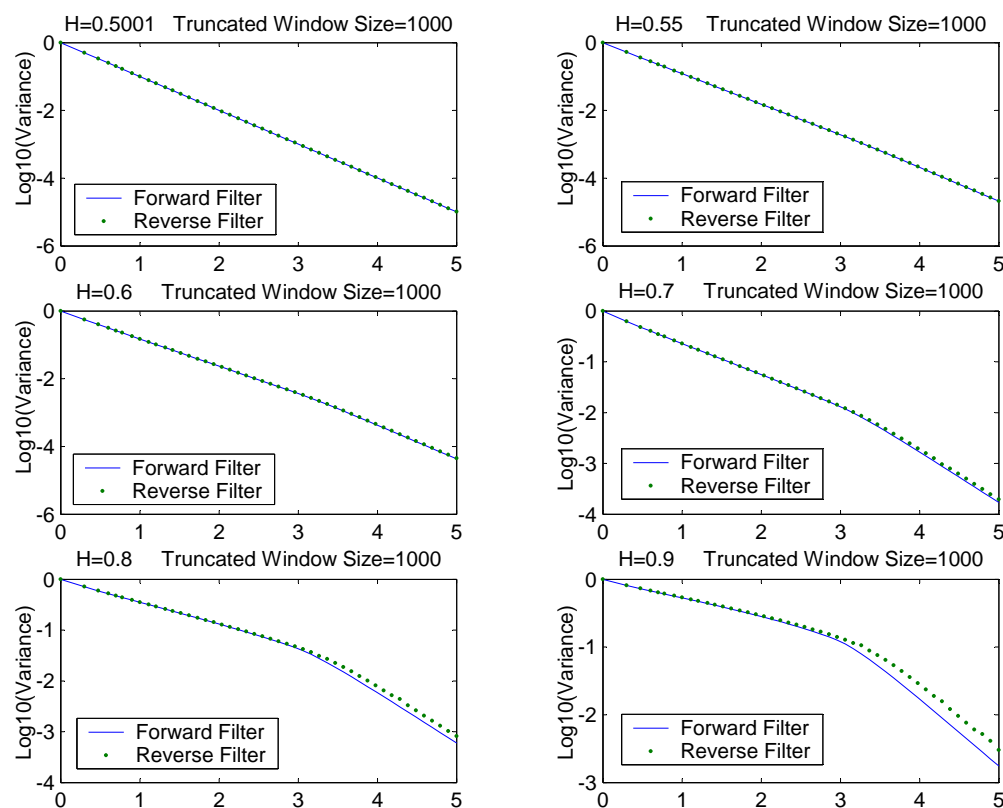 H=0.5001 Truncated Window Size=1000
Log10(Variance)
0
-2
-4
-6
Forward Filter
Reverse Filter
0 1 2 3 4 5
H=0.55 Truncated Window Size=1000
Log10(Variance)
0
-2
-4
-6
Forward Filter
Reverse Filter
0 1 2 3 4 5
H=0.6 Truncated Window Size=1000
Log10(Variance)
0
-2
-4
-6
Forward Filter
Reverse Filter
0 1 2 3 4 5
H=0.7 Truncated Window Size=1000
Log10(Variance)
0
-1
-2
-3
-4
Forward Filter
Reverse Filter
0 1 2 3 4 5
H=0.8 Truncated Window Size=1000
Log10(Variance)
0
-1
-2
-3
-4
Forward Filter
Reverse Filter
0 1 2 3 4 5
H=0.9 Truncated Window Size=1000
Log10(Variance)
0
-1
-2
-3
Forward Filter
Reverse Filter
0 1 2 3 4 5